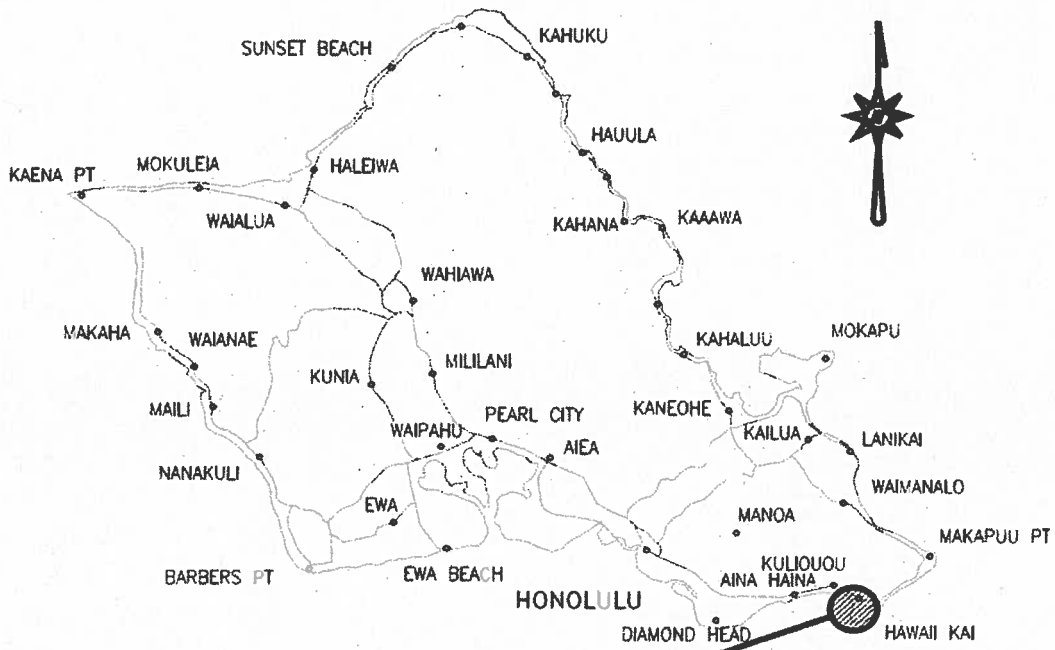 SUNSET BEACH
KAHUKU
HAUULA
KAENA PT
MOKULEIA
HALEIWA
WAIALUA
KAHANA
KAAAWA
WAHIAWA
MAKAHA
WAIANAE
KAHALUU
MOKAPU
KUNIA
MILILANI
MAILI
KANEOHE
PEARL CITY
WAIPAHU
KAILUA
LANIKAI
AIEA
NANAKULI
WAIMANALO
EWA
MANOA
MAKAPUU PT
BARBERS PT
EWA BEACH
KULIOUOU
AINA HAINA
HONOLULU
DIAMOND HEAD
HAWAII KAI